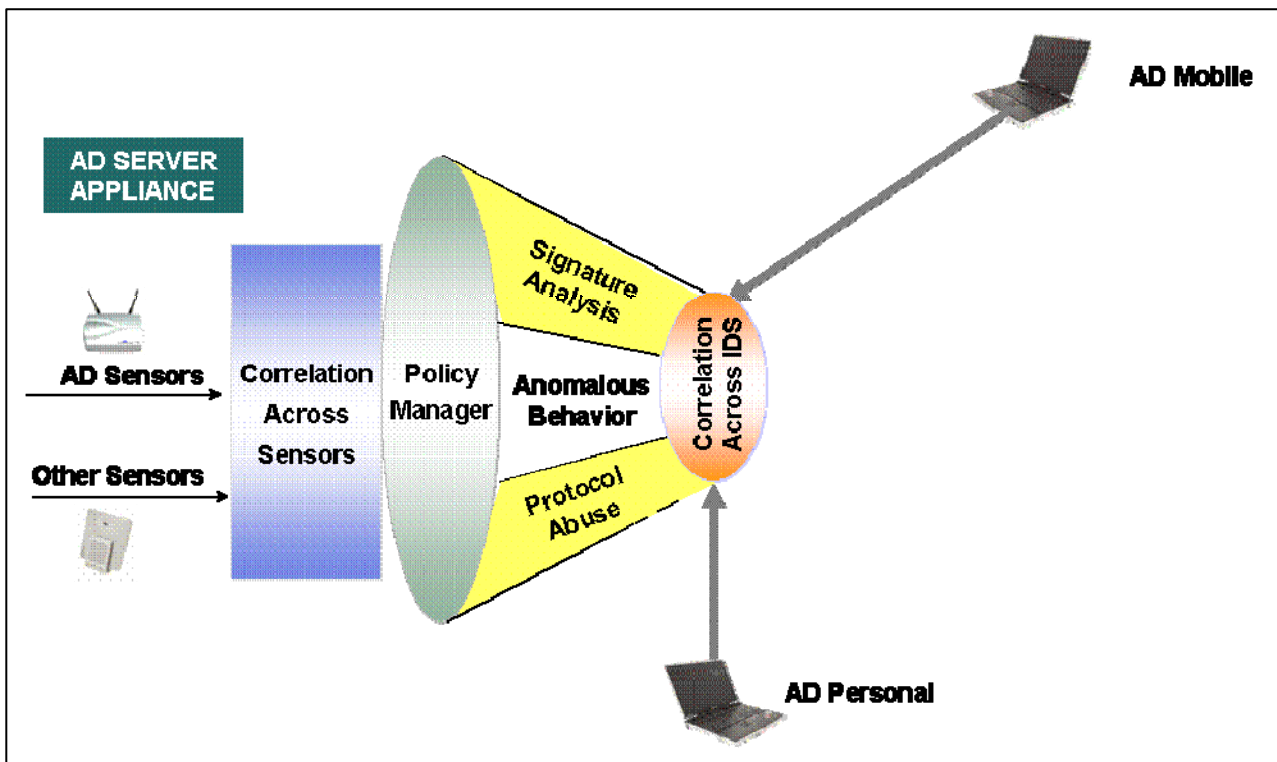 AD Mobile
AD SERVER
APPLIANCE
AD Sensors
Other Sensors
Correlation
Across
Sensors
Policy
Manager
Signature
Analysis
Anomalous
Behavior
Protocol
Abuse
Correlation
Across IDS
AD Personal